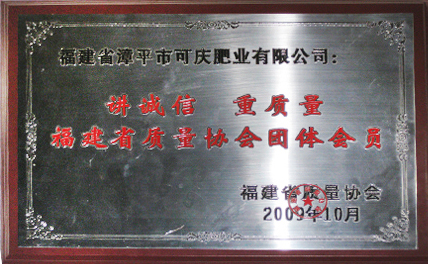 福建省漳平市可庆肥业有限公司：
讲诚信 重质量
福建省质量协会团体会员
福建省质量协会
2009年10月